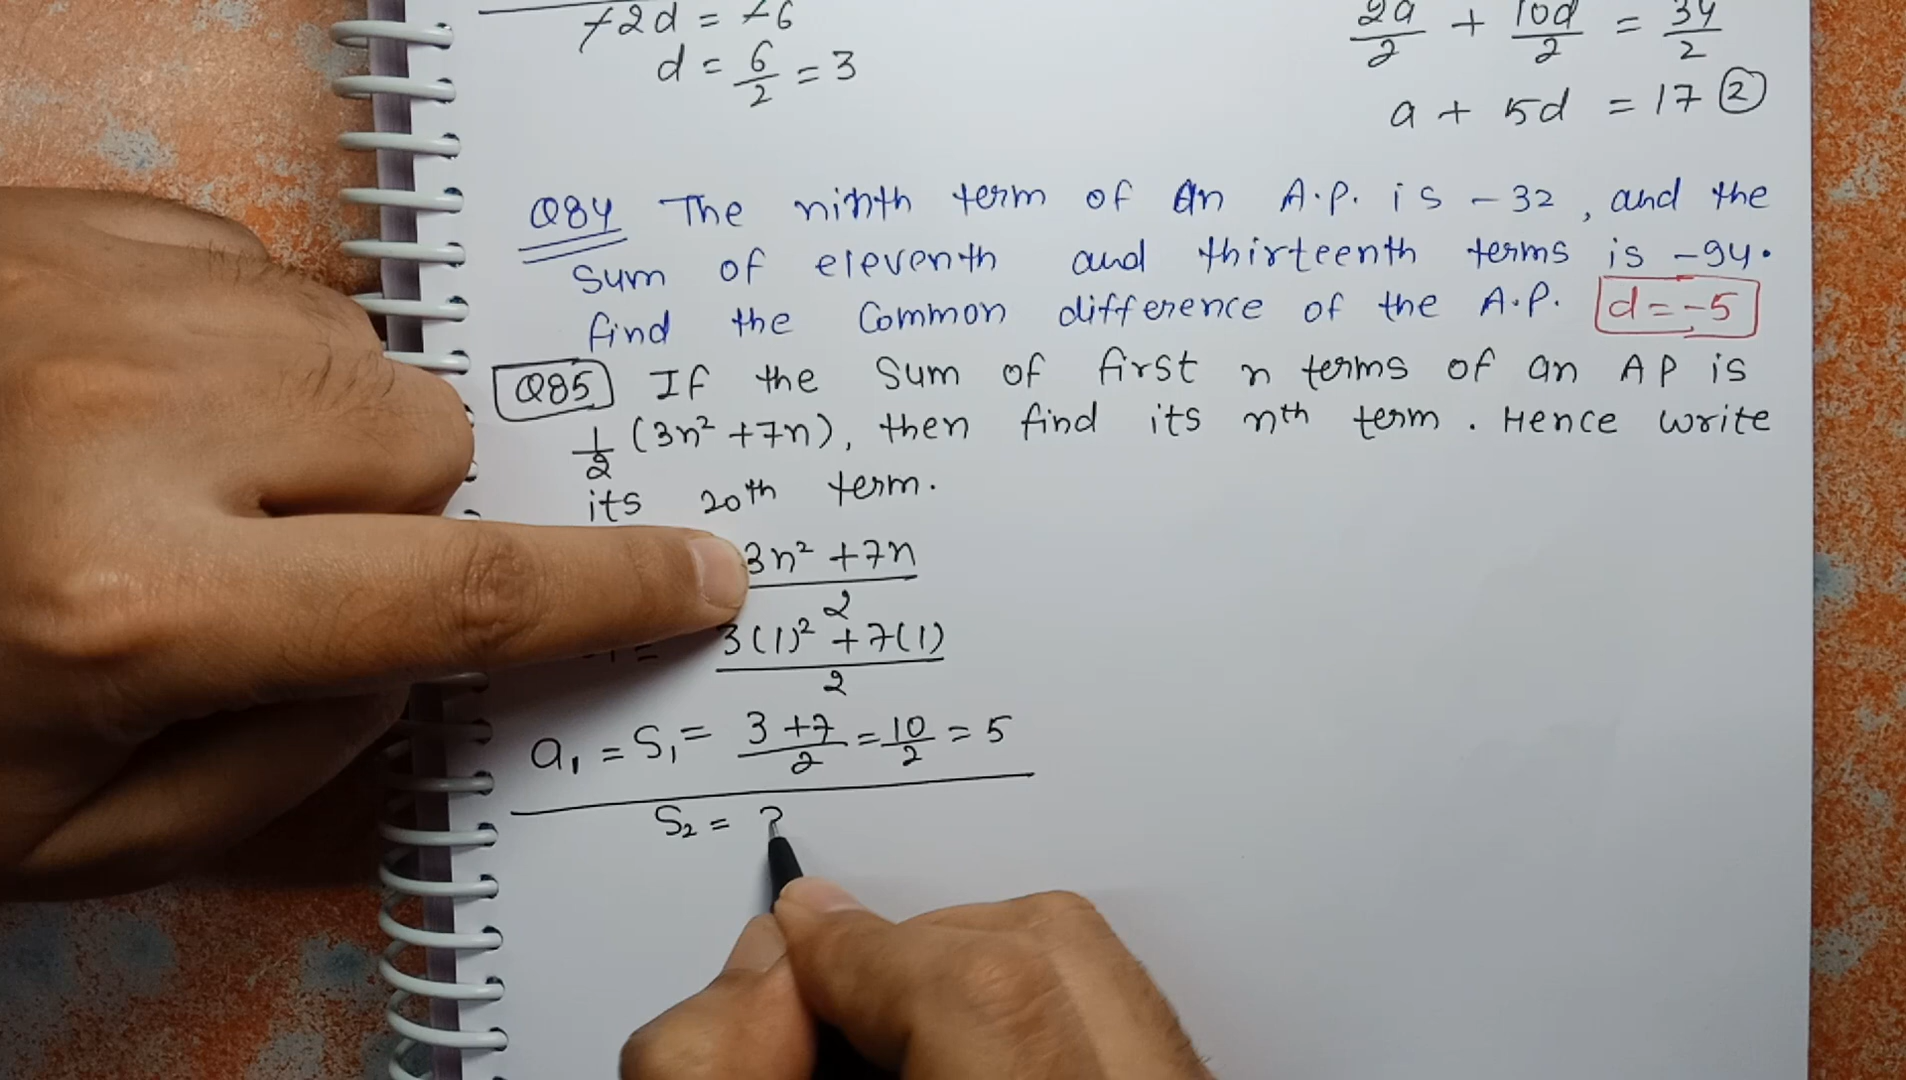 +2d = +6
d = 6/2 = 3
2a/2 + 10d/2 = 34/2
a + 5d = 17 ②
Q84 The ninth term of An A.P. is -32, and the
Sum of eleventh and thirteenth terms is -94.
find the Common difference of the A.P. d = -5
Q85 If the Sum of first n terms of an AP is
1/2 (3n² + 7n), then find its nth term. Hence write
its 20th term.
3n² + 7n / 2
= 3(1)² + 7(1) / 2
a₁ = S₁ = 3 + 7 / 2 = 10/2 = 5
S₂ =